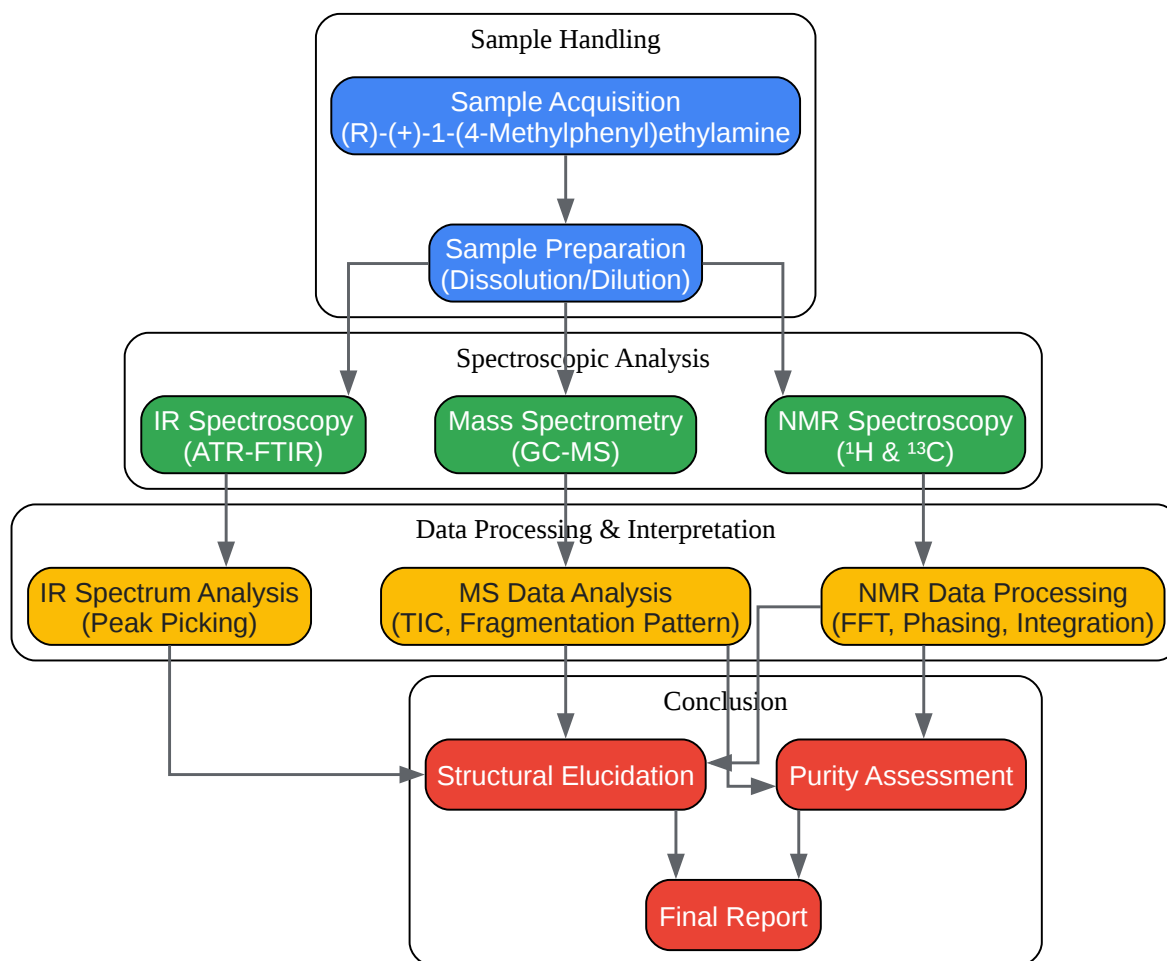 Sample Handling
Sample Acquisition
(R)-(+)-1-(4-Methylphenyl)ethylamine
Sample Preparation
(Dissolution/Dilution)
Spectroscopic Analysis
IR Spectroscopy
(ATR-FTIR)
Mass Spectrometry
(GC-MS)
NMR Spectroscopy
(¹H & ¹³C)
Data Processing & Interpretation
IR Spectrum Analysis
(Peak Picking)
MS Data Analysis
(TIC, Fragmentation Pattern)
NMR Data Processing
(FFT, Phasing, Integration)
Conclusion
Structural Elucidation
Purity Assessment
Final Report